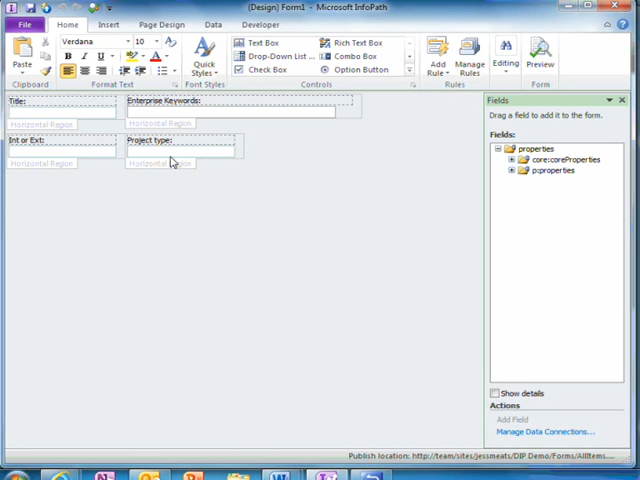 (Design) Form1 - Microsoft InfoPath
File
Home
Insert
Page Design
Data
Developer
Paste
Verdana
10
B
I
U
A
Quick
Styles
Text Box
Rich Text Box
Drop-Down List ...
Combo Box
Check Box
Option Button
Add
Rule
Manage
Rules
Editing
Preview
Clipboard
Format Text
Controls
Rules
Form
Title:
Enterprise Keywords:
Horizontal Region
Horizontal Region
Int or Ext:
Project type:
Horizontal Region
Horizontal Region
Fields
Drag a field to add it to the form.
Fields:
properties
core:coreProperties
p:properties
Show details
Actions
Add Field
Manage Data Connections...
Publish location: http://team/sites/jessmeats/DIP Demo/Forms/AllItems....